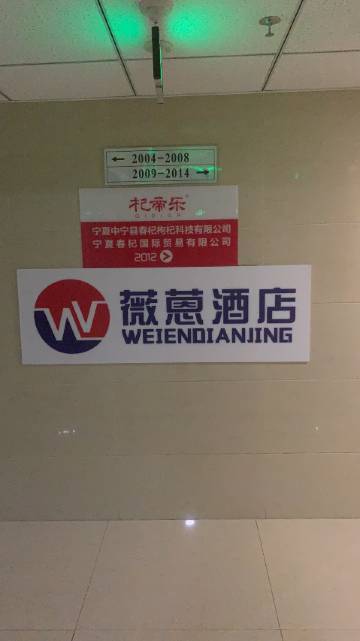 ← 2004-2008
2009-2014 →
杞帝乐®
QIDILE
宁夏中宁县春杞枸杞科技有限公司
宁夏春杞国际贸易有限公司
2012
W 薇蒽酒店
WEIENDIANJING